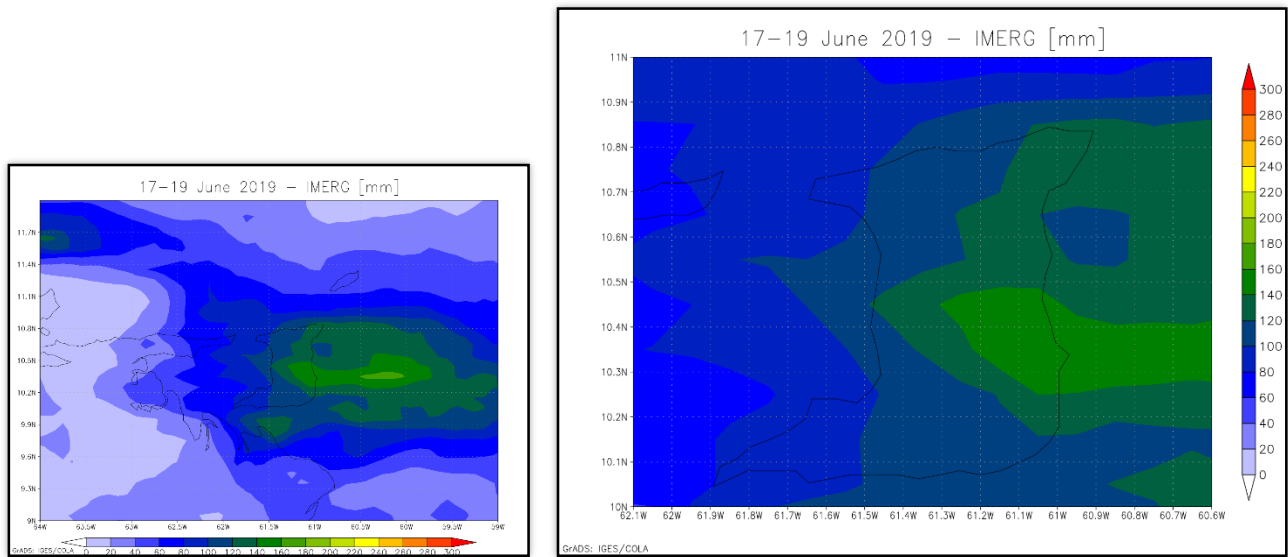 17-19 June 2019 - IMERG [mm]
11.7N
11.4N
11.1N
10.8N
10.5N
10.2N
9.9N
9.6N
9.3N
9N
64W 63.5W 63W 62.5W 62W 61.5W 61W 60.5W 60W 59.5W 59W
0 20 40 60 80 100 120 140 160 180 200 220 240 260 280 300
GrADS: IGES/COLA
17-19 June 2019 - IMERG [mm]
11N
10.9N
10.8N
10.7N
10.6N
10.5N
10.4N
10.3N
10.2N
10.1N
10N
62.1W 62W 61.9W 61.8W 61.7W 61.6W 61.5W 61.4W 61.3W 61.2W 61.1W 61W 60.9W 60.8W 60.7W 60.6W
300
280
260
240
220
200
180
160
140
120
100
80
60
40
20
0
GrADS: IGES/COLA